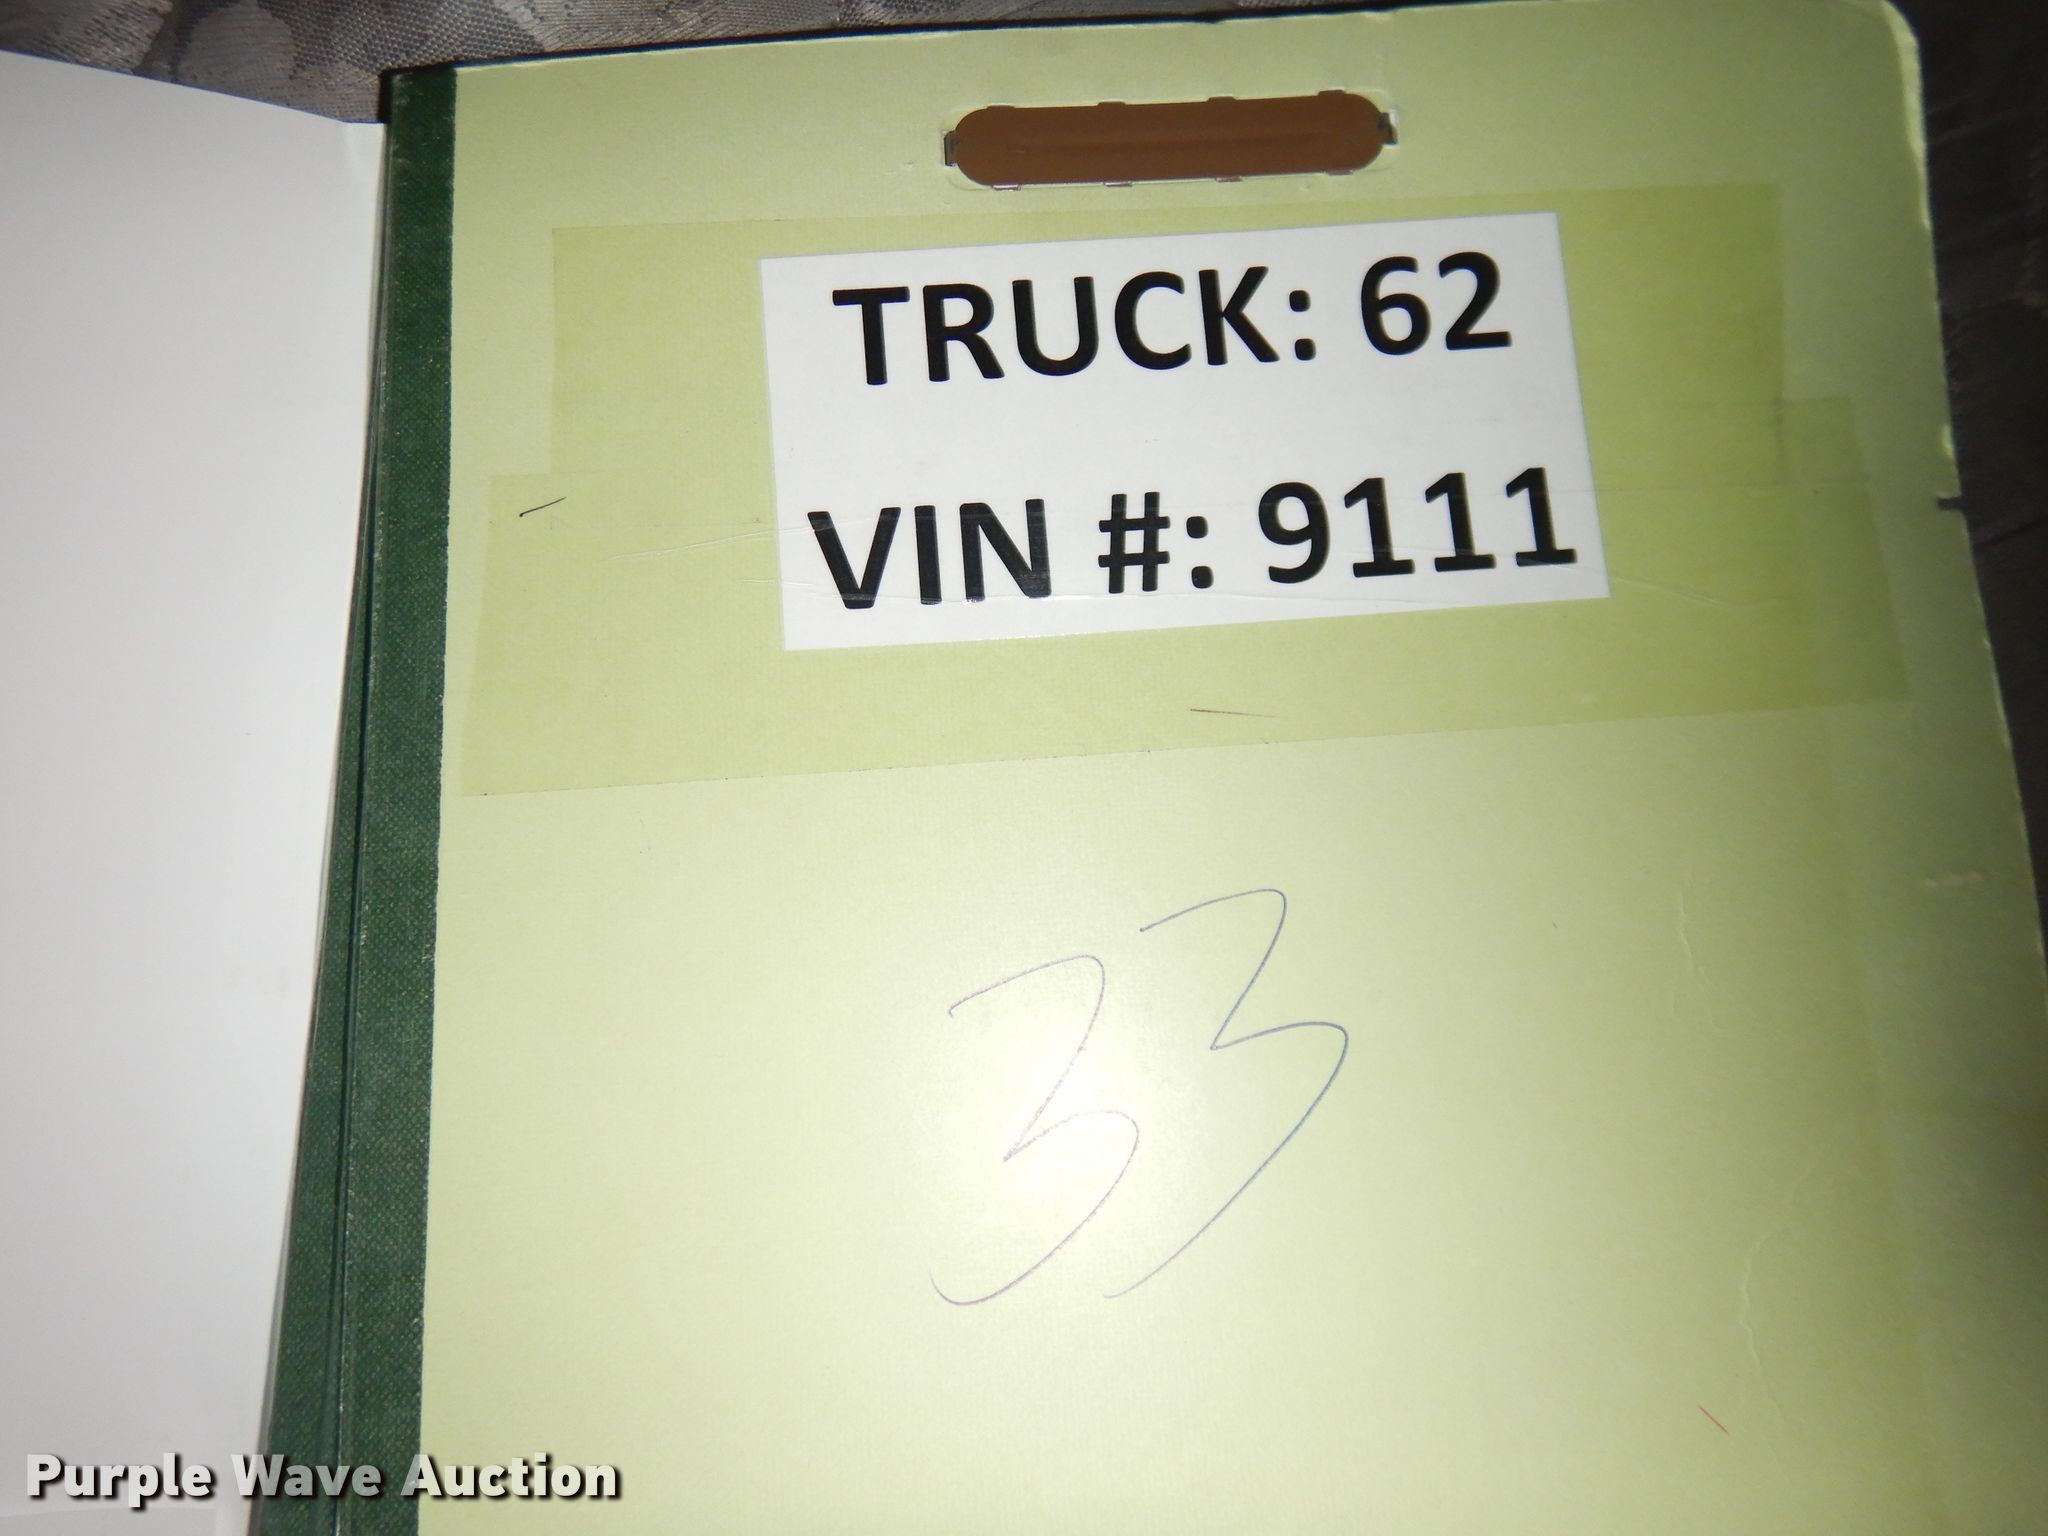 TRUCK: 62
VIN #: 9111
33
Purple Wave Auction